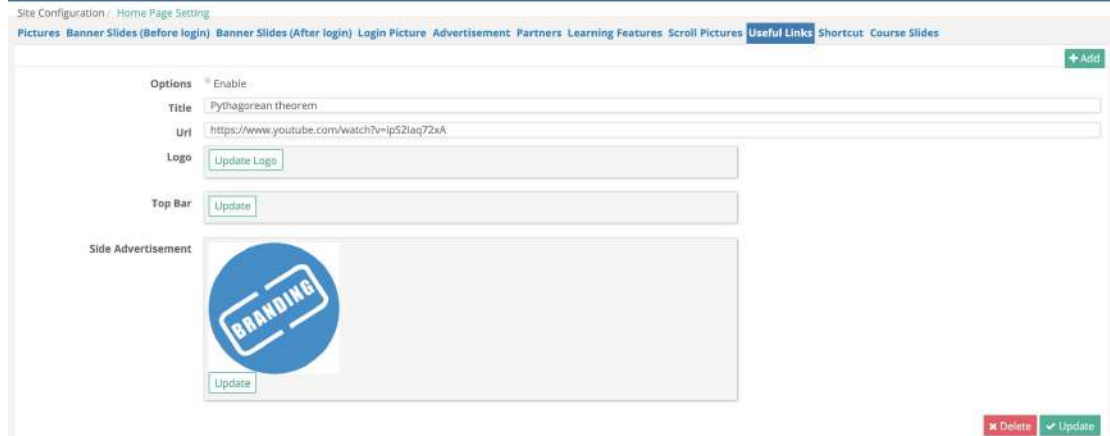 Site Configuration / Home Page Setting
Pictures Banner Slides (Before login) Banner Slides (After login) Login Picture Advertisement Partners Learning Features Scroll Pictures Useful Links Shortcut Course Slides
+ Add
Options Enable
Title Pythagorean theorem
Url https://www.youtube.com/watch?v=ipS2Iaq72xA
Logo Update Logo
Top Bar Update
Side Advertisement
BRANDING
Update
Delete Update